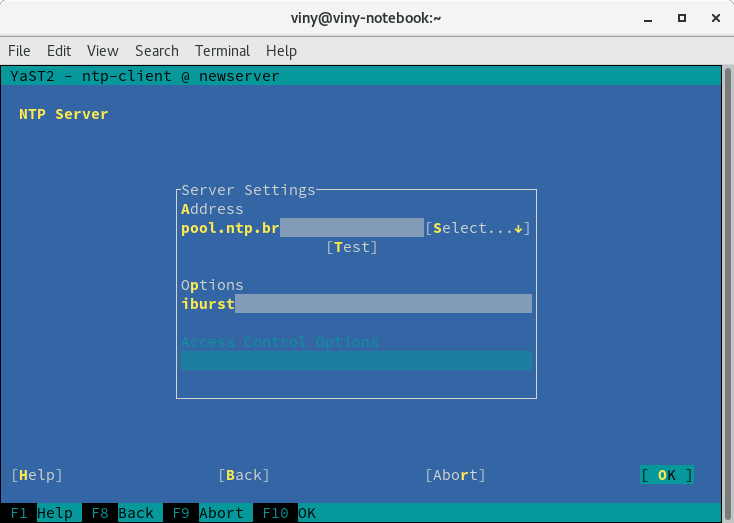 viny@viny-notebook:~
File Edit View Search Terminal Help
YaST2 - ntp-client @ newserver
NTP Server
Server Settings
Address
pool.ntp.br [Select...↓]
[Test]
Options
iburst
Access Control Options
[Help] [Back] [Abort] [ OK ]
F1 Help F8 Back F9 Abort F10 OK